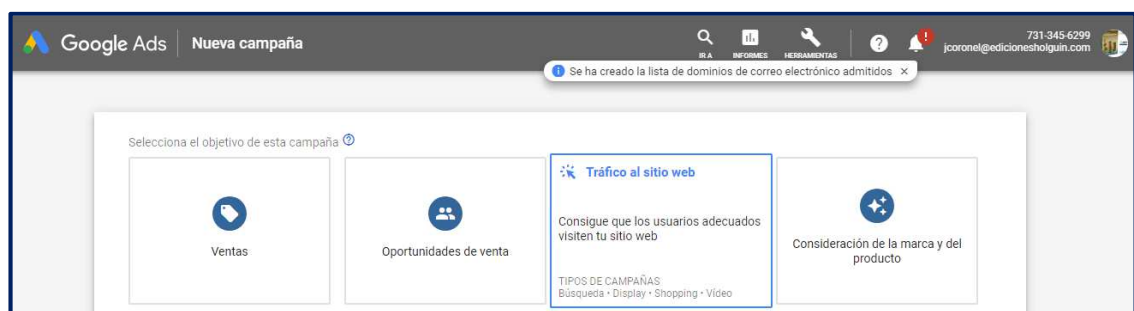 Google Ads
Nueva campaña
IR A
INFORMES
HERRAMIENTAS
?
!
731-345-6299
jcoronel@edicionesholguin.com
Se ha creado la lista de dominios de correo electrónico admitidos ×
Selecciona el objetivo de esta campaña ?
Ventas
Oportunidades de venta
Tráfico al sitio web
Consigue que los usuarios adecuados
visiten tu sitio web
TIPOS DE CAMPAÑAS
Búsqueda • Display • Shopping • Vídeo
Consideración de la marca y del
producto